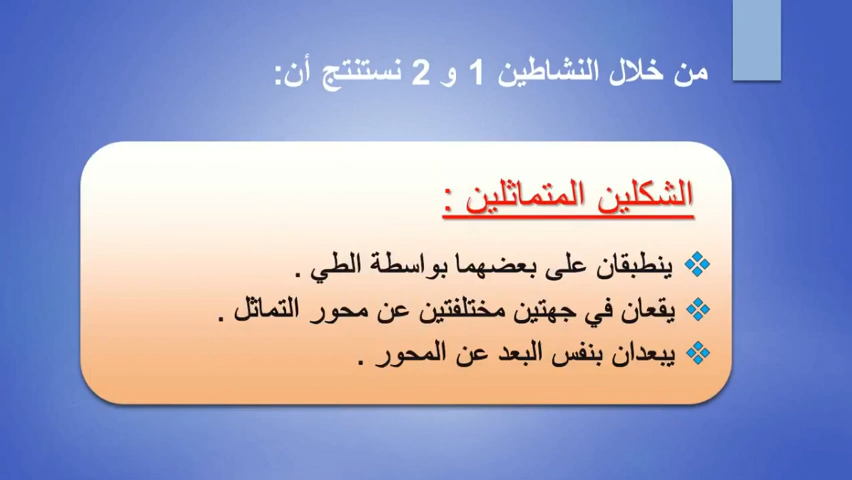 من خلال النشاطين 1 و 2 نستنتج أن:
الشكلين المتماثلين :
ينطبقان على بعضهما بواسطة الطي .
يقعان في جهتين مختلفتين عن محور التماثل .
يبعدان بنفس البعد عن المحور .